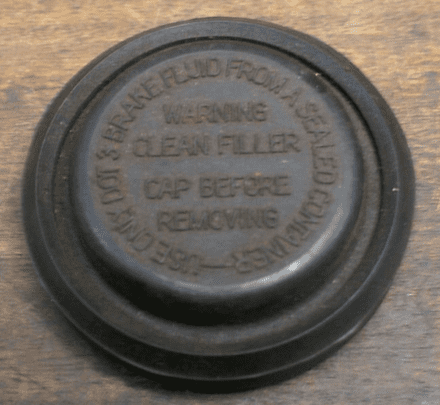 USE ONLY DOT 3 BRAKE FLUID FROM A SEALED CONTAINER—
WARNING
CLEAN FILLER
CAP BEFORE
REMOVING